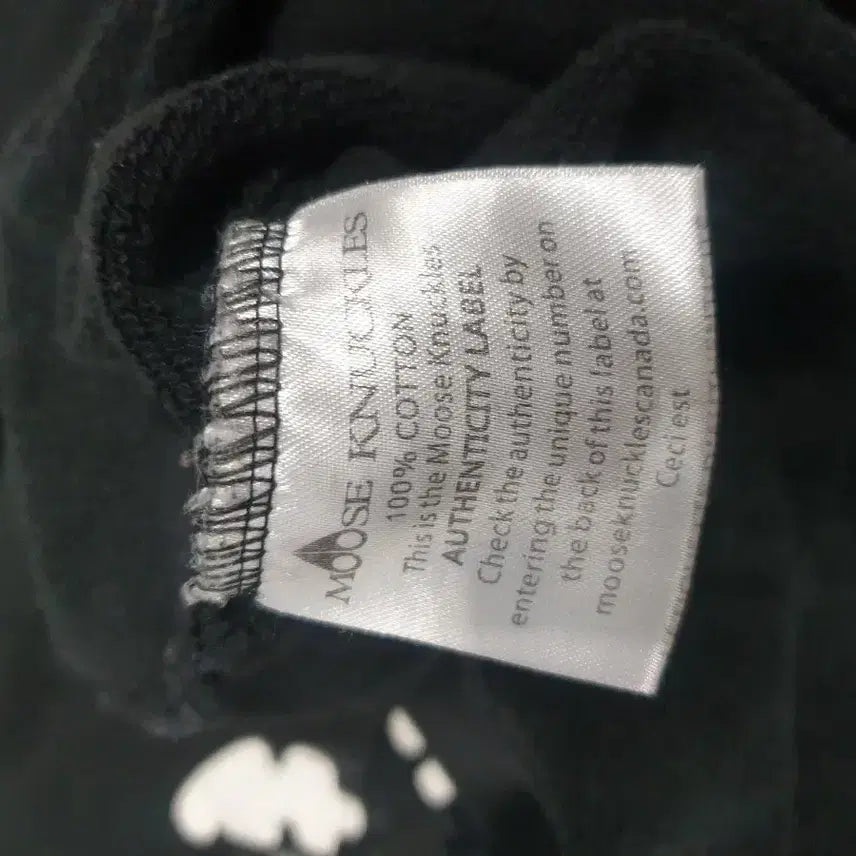 MOOSE KNUCKLES
100% COTTON
This is the Moose Knuckles
AUTHENTICITY LABEL
Check the authenticity by
entering the unique number on
the back of this label at
mooseknucklescanada.com
Ceci est